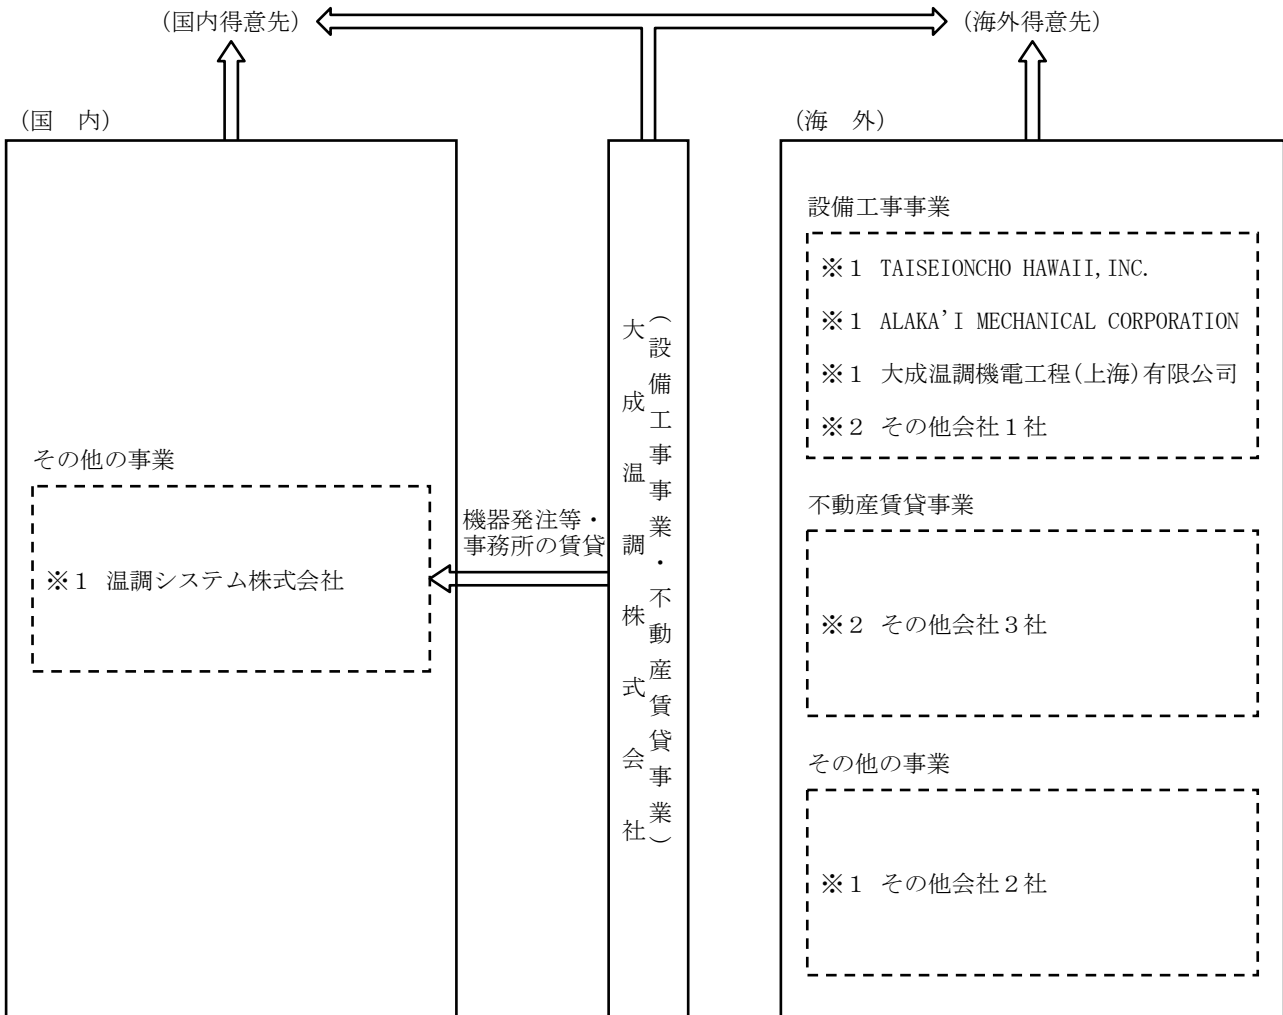 (国内得意先)
(海外得意先)
(国　内)
その他の事業
※１ 温調システム株式会社
機器発注等・
事務所の賃貸
大成温調株式会社
(設備工事事業・不動産賃貸事業)
(海　外)
設備工事事業
※１ TAISEIONCHO HAWAII,INC.
※１ ALAKA'I MECHANICAL CORPORATION
※１ 大成温調機電工程(上海)有限公司
※２ その他会社１社
不動産賃貸事業
※２ その他会社３社
その他の事業
※１ その他会社２社